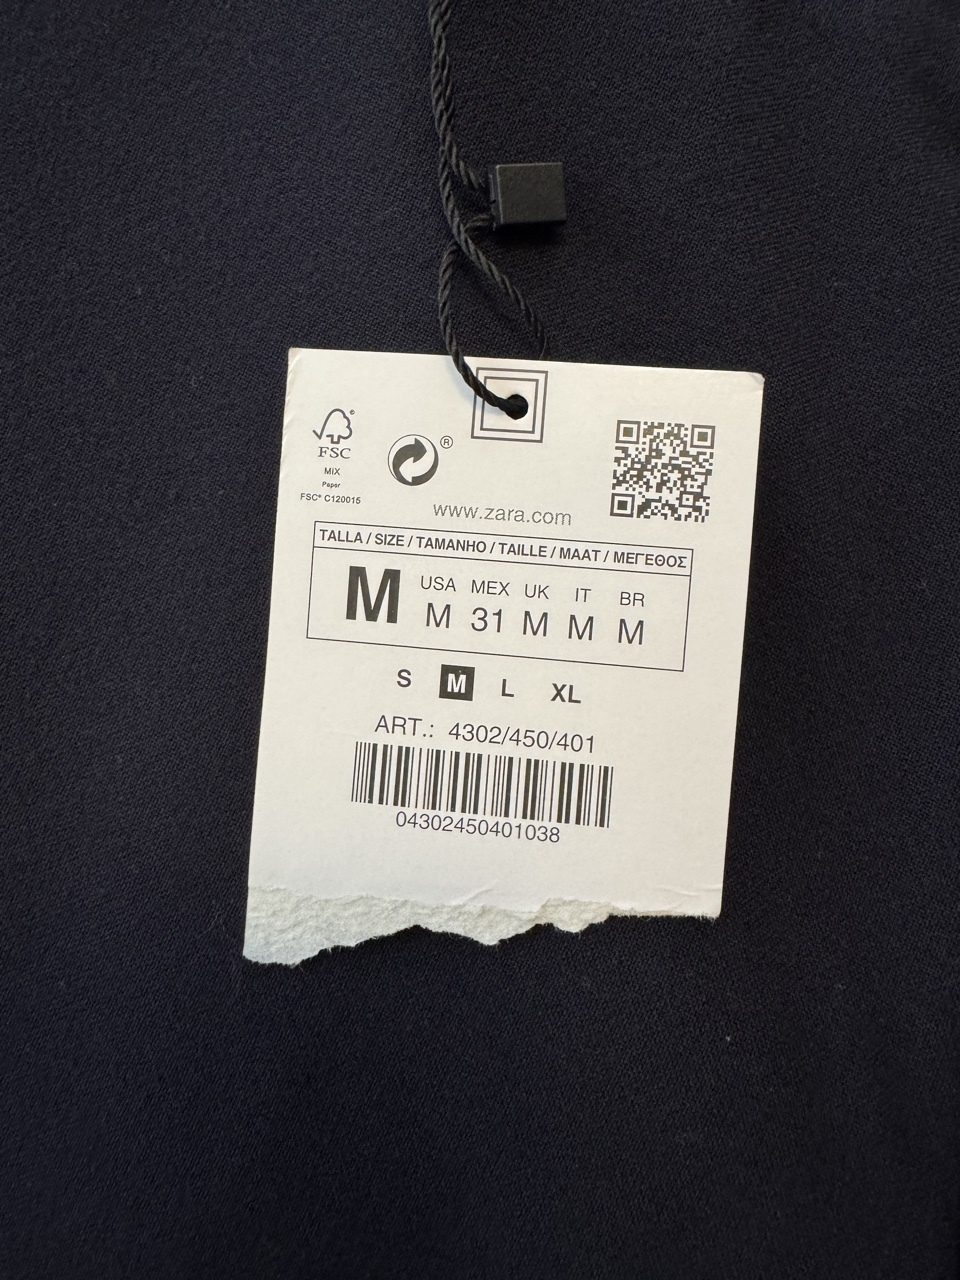 FSC®
MIX
Paper
FSC® C120015
®
www.zara.com
TALLA / SIZE / TAMANHO / TAILLE / MAAT / ΜΕΓΕΘΟΣ
M
USA MEX UK IT BR
M 31 M M M
S M L XL
ART.: 4302/450/401
04302450401038